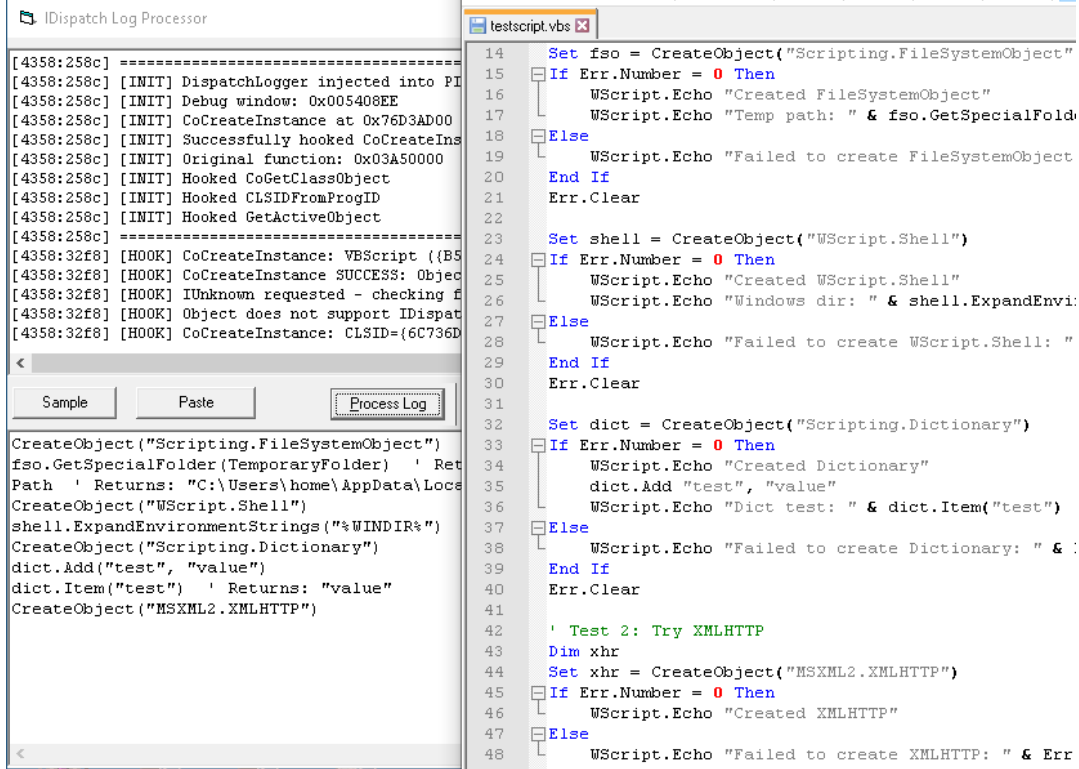 IDispatch Log Processor
[4358:258c] ======================================
[4358:258c] [INIT] DispatchLogger injected into PI
[4358:258c] [INIT] Debug window: 0x005408EE
[4358:258c] [INIT] CoCreateInstance at 0x76D3AD00
[4358:258c] [INIT] Successfully hooked CoCreateIns
[4358:258c] [INIT] Original function: 0x03A50000
[4358:258c] [INIT] Hooked CoGetClassObject
[4358:258c] [INIT] Hooked CLSIDFromProgID
[4358:258c] [INIT] Hooked GetActiveObject
[4358:258c] ======================================
[4358:32f8] [HOOK] CoCreateInstance: VBScript ({B5
[4358:32f8] [HOOK] CoCreateInstance SUCCESS: Objec
[4358:32f8] [HOOK] IUnknown requested - checking f
[4358:32f8] [HOOK] Object does not support IDispat
[4358:32f8] [HOOK] CoCreateInstance: CLSID={6C736D
Sample Paste Process Log
CreateObject("Scripting.FileSystemObject")
fso.GetSpecialFolder(TemporaryFolder)  ' Ret
Path  ' Returns: "C:\Users\home\AppData\Loca
CreateObject("WScript.Shell")
shell.ExpandEnvironmentStrings("%WINDIR%")
CreateObject("Scripting.Dictionary")
dict.Add("test", "value")
dict.Item("test")  ' Returns: "value"
CreateObject("MSXML2.XMLHTTP")
testscript.vbs
14 Set fso = CreateObject("Scripting.FileSystemObject"
15 If Err.Number = 0 Then
16 WScript.Echo "Created FileSystemObject"
17 WScript.Echo "Temp path: " & fso.GetSpecialFolde
18 Else
19 WScript.Echo "Failed to create FileSystemObject
20 End If
21 Err.Clear
22
23 Set shell = CreateObject("WScript.Shell")
24 If Err.Number = 0 Then
25 WScript.Echo "Created WScript.Shell"
26 WScript.Echo "Windows dir: " & shell.ExpandEnvi
27 Else
28 WScript.Echo "Failed to create WScript.Shell: "
29 End If
30 Err.Clear
31
32 Set dict = CreateObject("Scripting.Dictionary")
33 If Err.Number = 0 Then
34 WScript.Echo "Created Dictionary"
35 dict.Add "test", "value"
36 WScript.Echo "Dict test: " & dict.Item("test")
37 Else
38 WScript.Echo "Failed to create Dictionary: " &
39 End If
40 Err.Clear
41
42 ' Test 2: Try XMLHTTP
43 Dim xhr
44 Set xhr = CreateObject("MSXML2.XMLHTTP")
45 If Err.Number = 0 Then
46 WScript.Echo "Created XMLHTTP"
47 Else
48 WScript.Echo "Failed to create XMLHTTP: " & Err